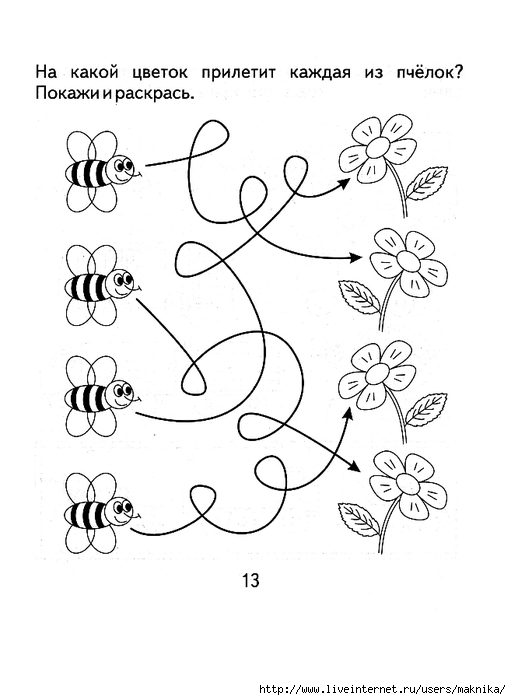 На какой цветок прилетит каждая из пчёлок?
Покажи и раскрась.
13
http://www.liveinternet.ru/users/maknika/